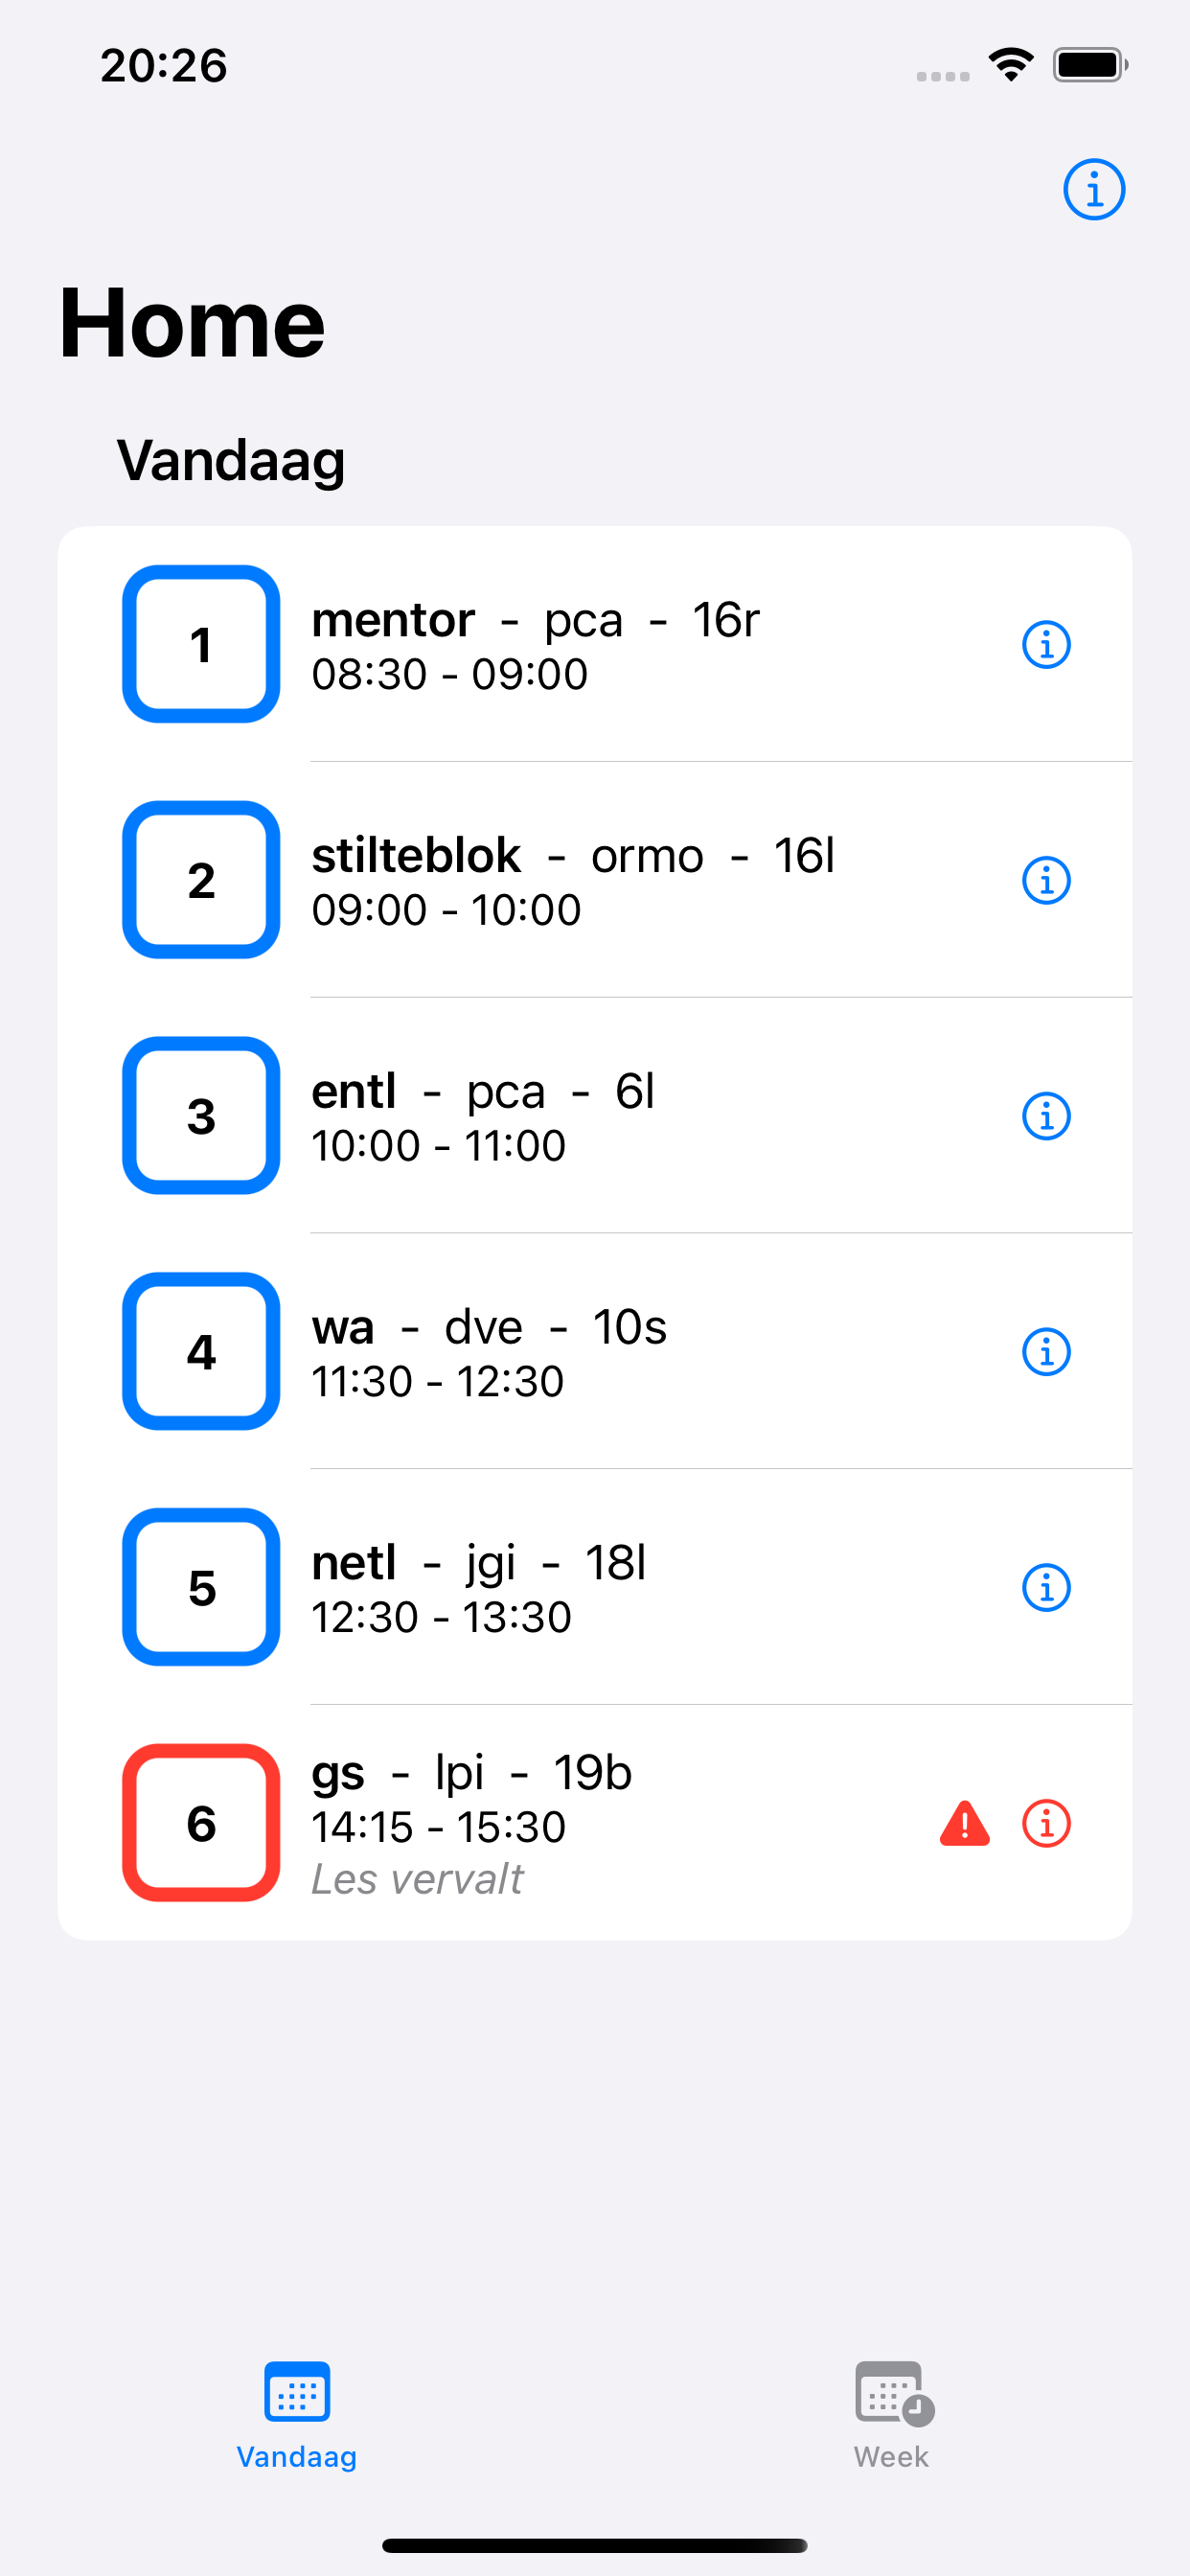 20:26
Home
Vandaag
1
mentor - pca - 16r
08:30 - 09:00
2
stilteblok - ormo - 16l
09:00 - 10:00
3
entl - pca - 6l
10:00 - 11:00
4
wa - dve - 10s
11:30 - 12:30
5
netl - jgi - 18l
12:30 - 13:30
6
gs - lpi - 19b
14:15 - 15:30
Les vervalt
Vandaag
Week